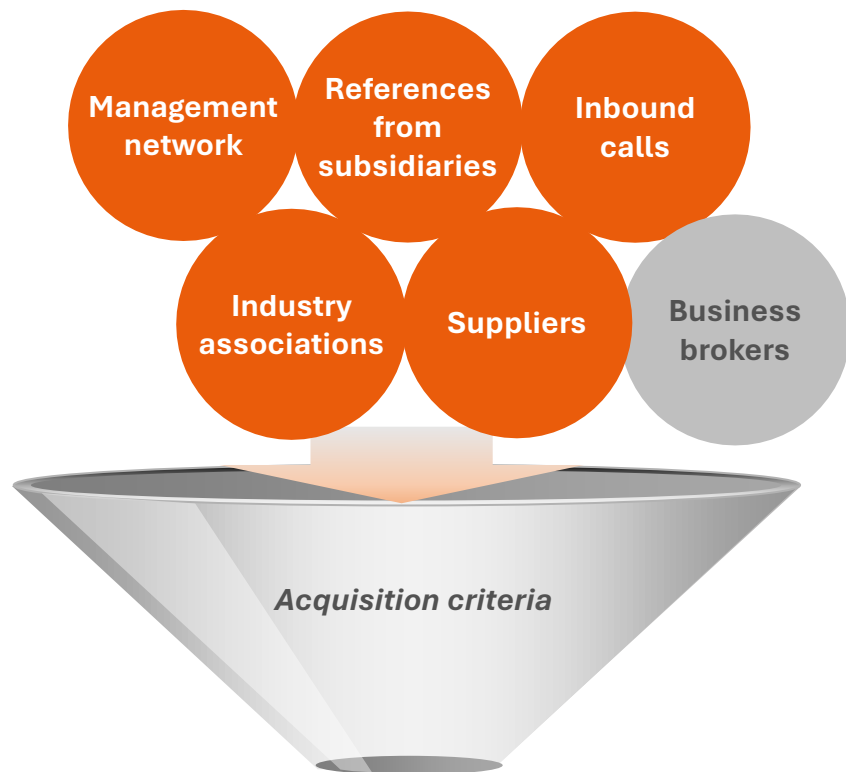 Management
network
References
from
subsidiaries
Inbound
calls
Industry
associations
Suppliers
Business
brokers
Acquisition criteria